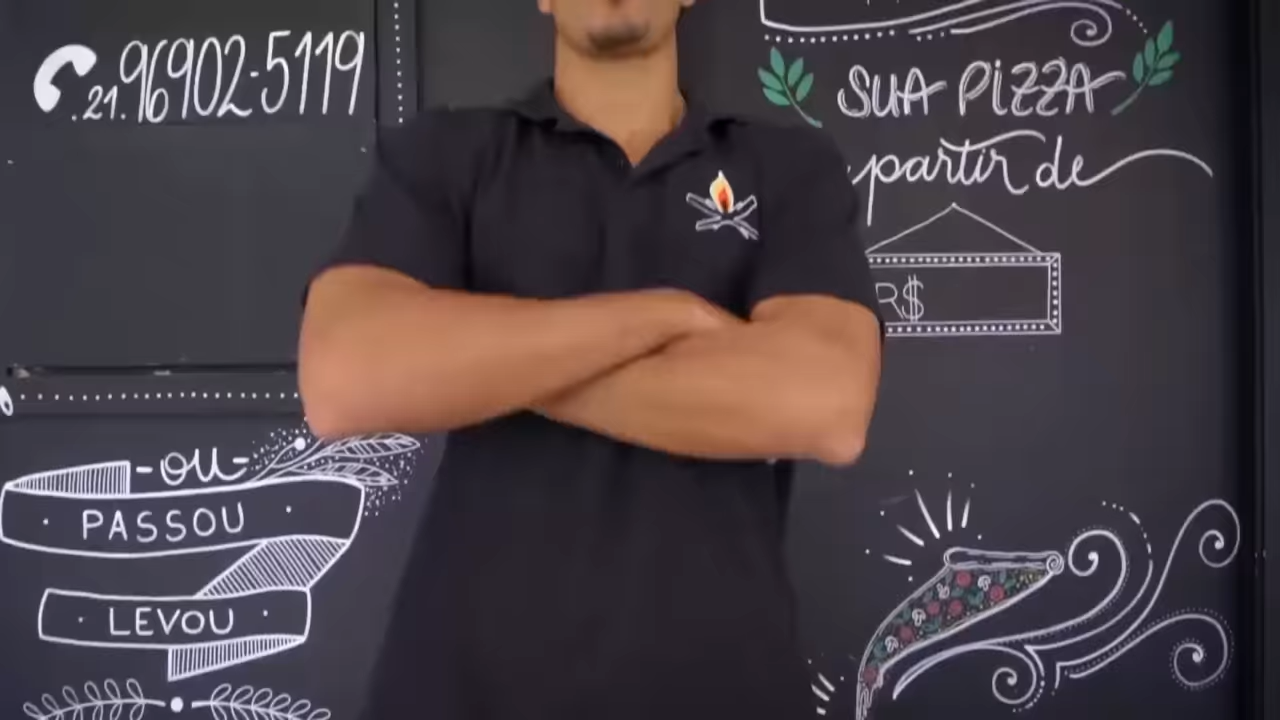 21.96902-5119
SUA PIZZA
partir de
R$
-ou-
PASSOU
LEVOU